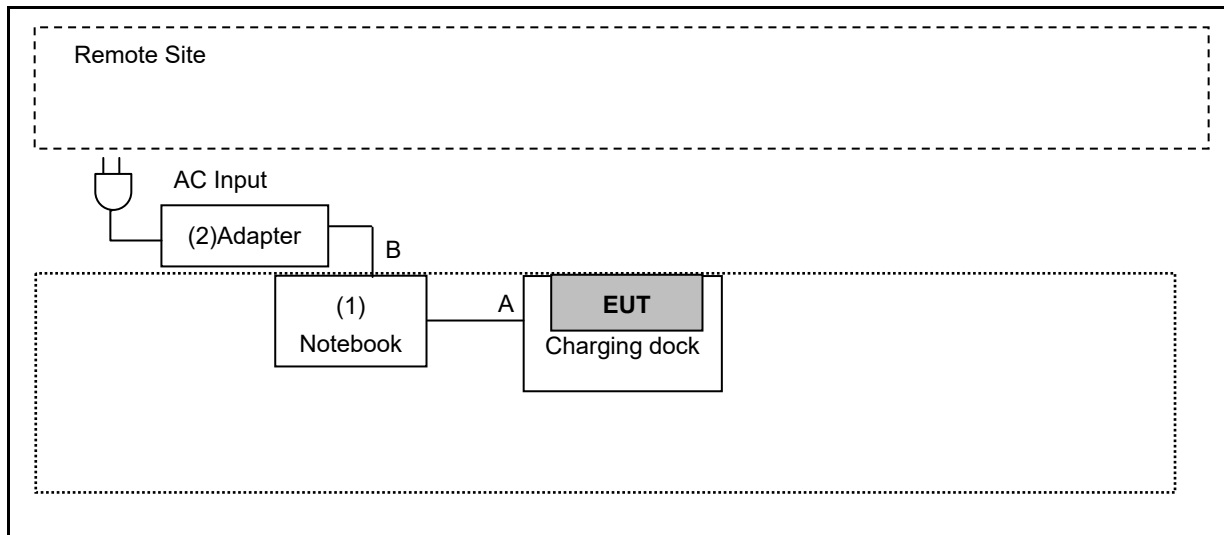 Remote Site
AC Input
(2)Adapter
B
(1)
Notebook
A
EUT
Charging dock